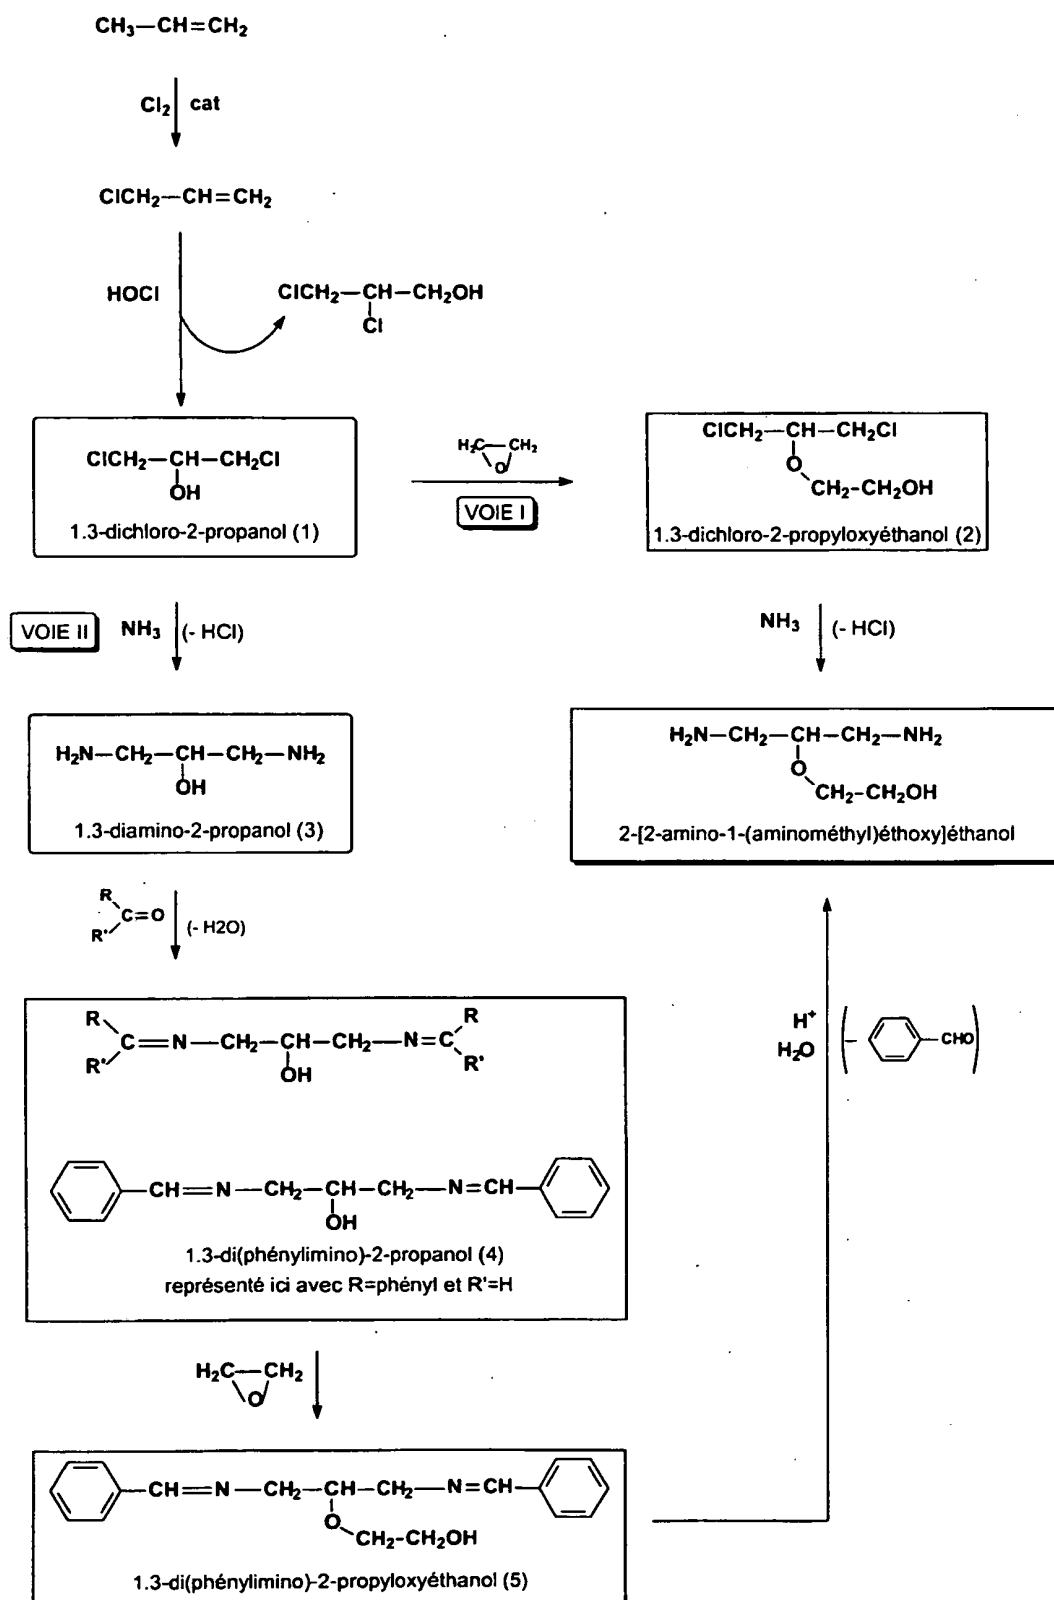 CH₃—CH=CH₂
Cl₂ cat
ClCH₂—CH=CH₂
HOCl
ClCH₂—CH—CH₂OH
Cl
ClCH₂—CH—CH₂Cl
OH
1.3-dichloro-2-propanol (1)
H₂C—CH₂
O
VOIE I
ClCH₂—CH—CH₂Cl
O
CH₂-CH₂OH
1.3-dichloro-2-propyloxyéthanol (2)
VOIE II NH₃ (- HCl)
NH₃ (- HCl)
H₂N—CH₂—CH—CH₂—NH₂
OH
1.3-diamino-2-propanol (3)
H₂N—CH₂—CH—CH₂—NH₂
O
CH₂-CH₂OH
2-[2-amino-1-(aminométhyl)éthoxy]éthanol
R
C=O
R'
(- H2O)
R R
C=N—CH₂—CH—CH₂—N=C
R' OH R'
CH=N—CH₂—CH—CH₂—N=CH
OH
1.3-di(phénylimino)-2-propanol (4)
représenté ici avec R=phényl et R'=H
H⁺
H₂O
(- CHO)
H₂C—CH₂
O
CH=N—CH₂—CH—CH₂—N=CH
O
CH₂-CH₂OH
1.3-di(phénylimino)-2-propyloxyéthanol (5)